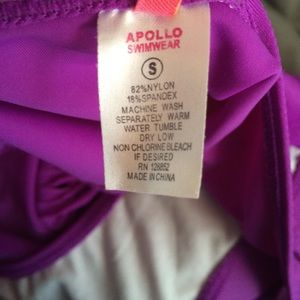 APOLLO
SWIMWEAR
S
82%NYLON
18%SPANDEX
MACHINE WASH
SEPARATELY WARM
WATER TUMBLE
DRY LOW
NON CHLORINE BLEACH
IF DESIRED
RN 126852
MADE IN CHINA